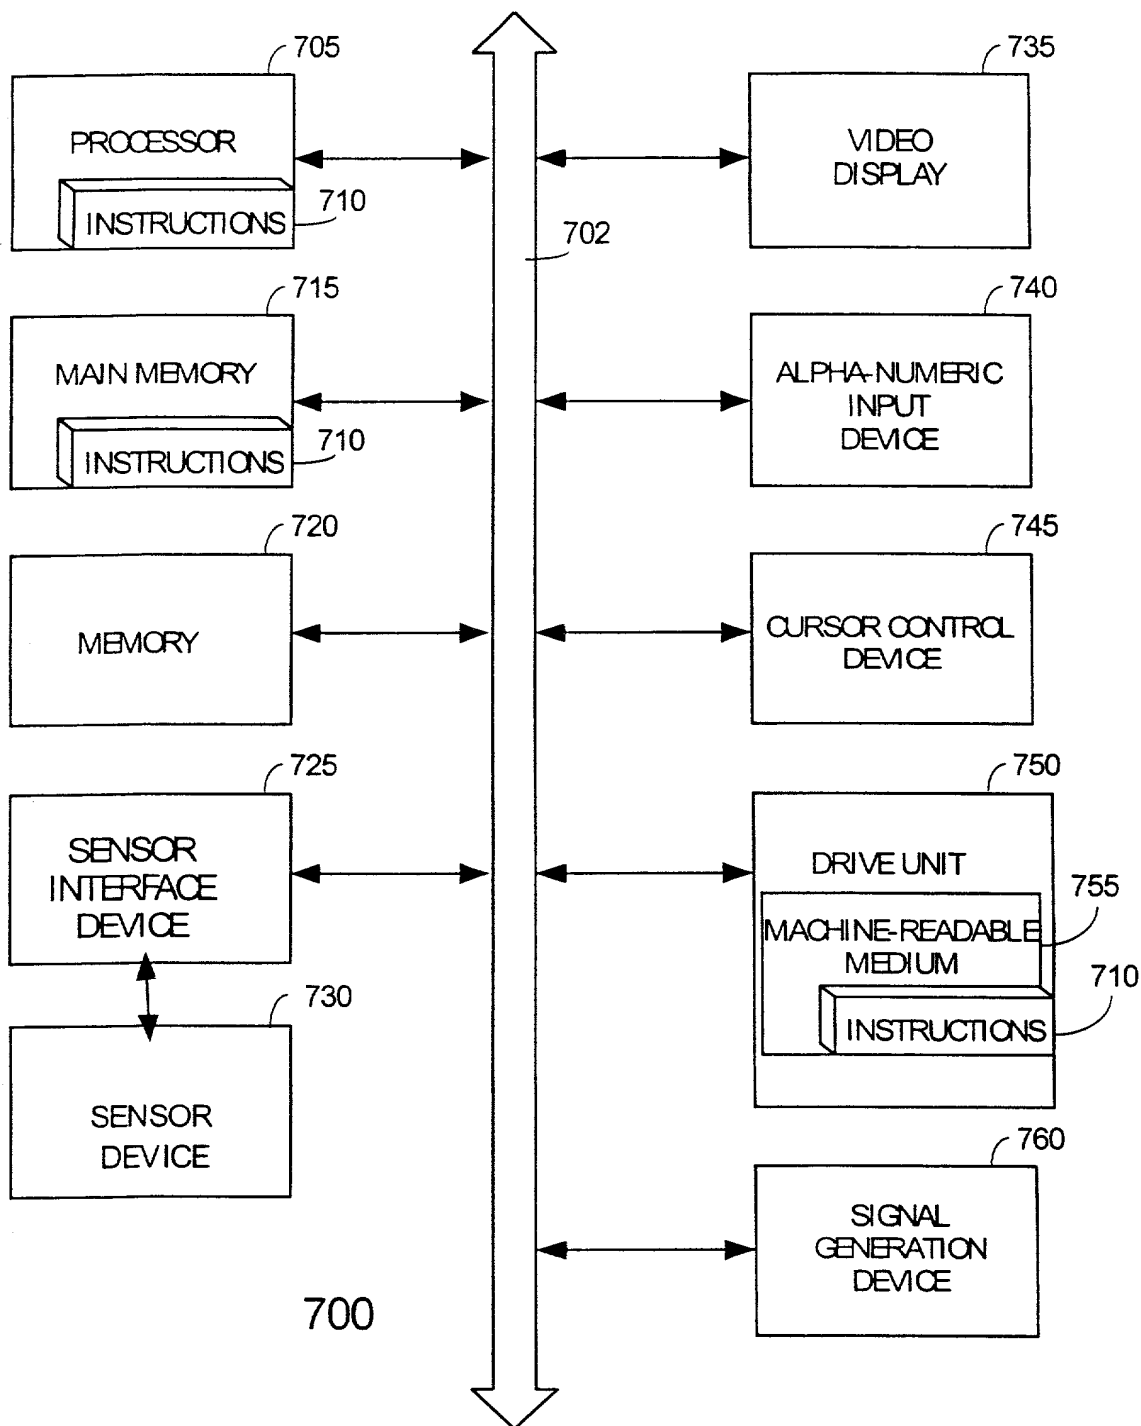 705
PROCESSOR
INSTRUCTIONS
710
715
MAIN MEMORY
INSTRUCTIONS
710
720
MEMORY
725
SENSOR
INTERFACE
DEVICE
730
SENSOR
DEVICE
702
735
VIDEO
DISPLAY
740
ALPHA-NUMERIC
INPUT
DEVICE
745
CURSOR CONTROL
DEVICE
750
DRIVE UNIT
755
MACHINE-READABLE
MEDIUM
710
INSTRUCTIONS
760
SIGNAL
GENERATION
DEVICE
700